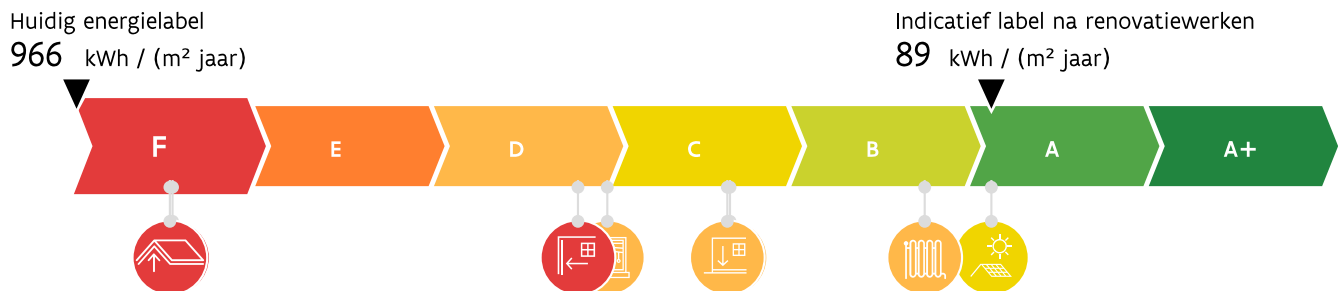 Huidig energielabel
966 kWh / (m² jaar)
Indicatief label na renovatiewerken
89 kWh / (m² jaar)
F E D C B A A+